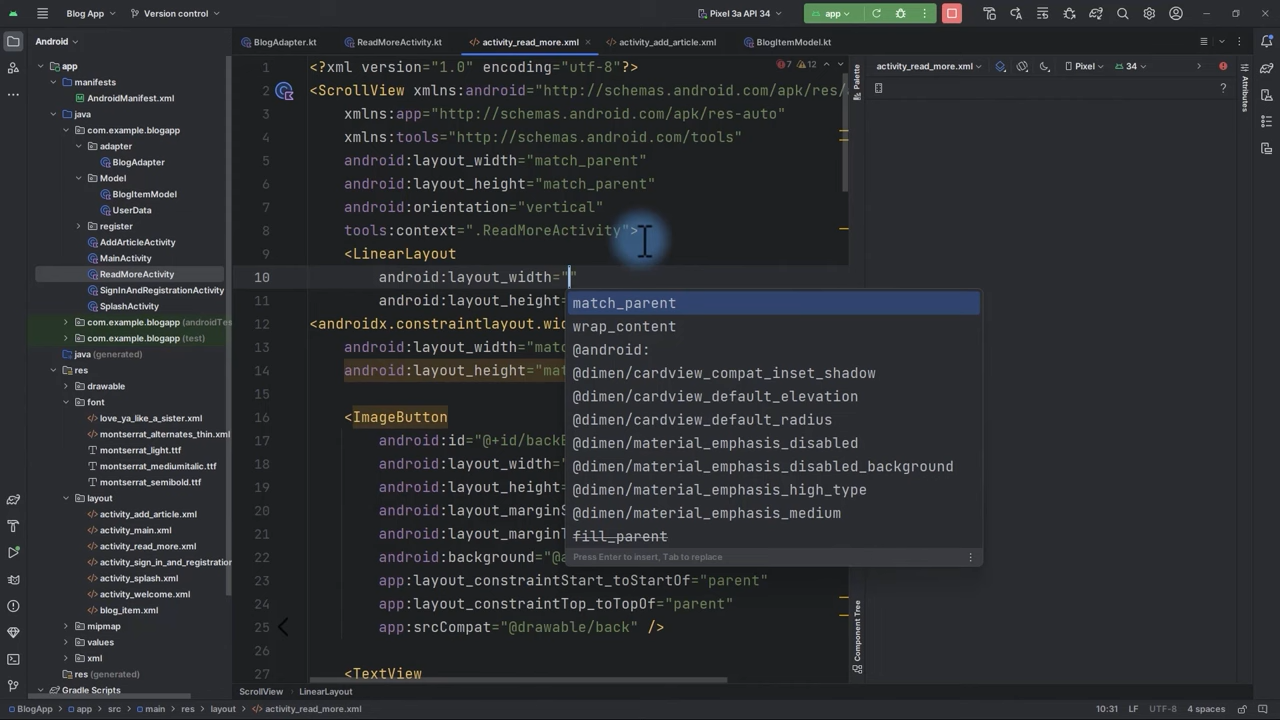 Blog App
Version control
Pixel 3a API 34
app
Android
BlogAdapter.kt
ReadMoreActivity.kt
activity_read_more.xml
activity_add_article.xml
BlogItemModel.kt
app
manifests
AndroidManifest.xml
java
com.example.blogapp
adapter
BlogAdapter
Model
BlogItemModel
UserData
register
AddArticleActivity
MainActivity
ReadMoreActivity
SignInAndRegistrationActivity
SplashActivity
com.example.blogapp (androidTes
com.example.blogapp (test)
java (generated)
res
drawable
font
love_ya_like_a_sister.xml
montserrat_alternates_thin.xml
montserrat_light.ttf
montserrat_mediumitalic.ttf
montserrat_semibold.ttf
layout
activity_add_article.xml
activity_main.xml
activity_read_more.xml
activity_sign_in_and_registration
activity_splash.xml
activity_welcome.xml
blog_item.xml
mipmap
values
xml
res (generated)
Gradle Scripts
7 12
1 <?xml version="1.0" encoding="utf-8"?>
2 <ScrollView xmlns:android="http://schemas.android.com/apk/res/
3 xmlns:app="http://schemas.android.com/apk/res-auto"
4 xmlns:tools="http://schemas.android.com/tools"
5 android:layout_width="match_parent"
6 android:layout_height="match_parent"
7 android:orientation="vertical"
8 tools:context=".ReadMoreActivity">
9 <LinearLayout
10 android:layout_width=""
11 android:layout_height=
12 <androidx.constraintlayout.wid
13 android:layout_width="matc
14 android:layout_height="mat
15
16 <ImageButton
17 android:id="@+id/backB
18 android:layout_width="
19 android:layout_height=
20 android:layout_marginS
21 android:layout_marginT
22 android:background="@a
23 app:layout_constraintStart_toStartOf="parent"
24 app:layout_constraintTop_toTopOf="parent"
25 app:srcCompat="@drawable/back" />
26
27 <TextView
match_parent
wrap_content
@android:
@dimen/cardview_compat_inset_shadow
@dimen/cardview_default_elevation
@dimen/cardview_default_radius
@dimen/material_emphasis_disabled
@dimen/material_emphasis_disabled_background
@dimen/material_emphasis_high_type
@dimen/material_emphasis_medium
fill_parent
Press Enter to insert, Tab to replace
Palette
Component Tree
activity_read_more.xml
Pixel
34
?
Attributes
ScrollView
LinearLayout
BlogApp
app
src
main
res
layout
activity_read_more.xml
10:31
LF
UTF-8
4 spaces